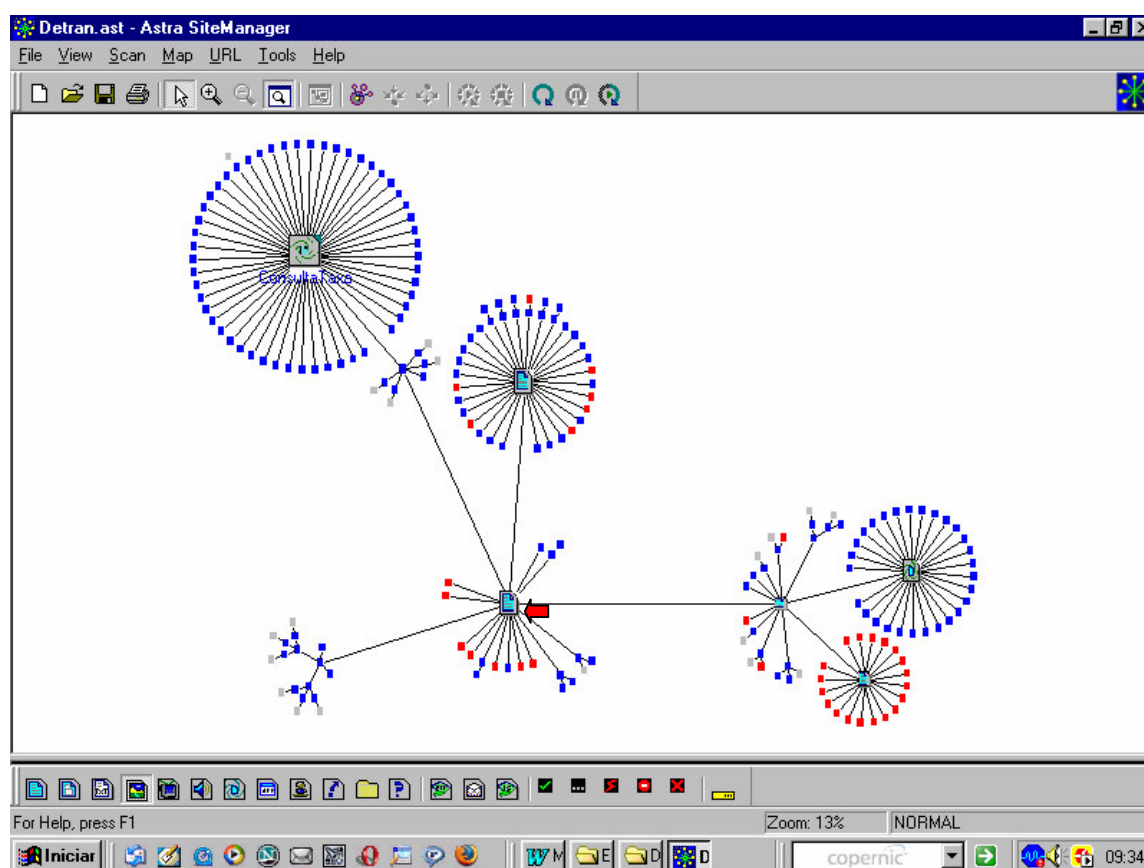 Detran.ast - Astra SiteManager
File View Scan Map URL Tools Help
ConsultaTaxa
For Help, press F1
Zoom: 13% NORMAL
Iniciar M E D D copernic 09:34